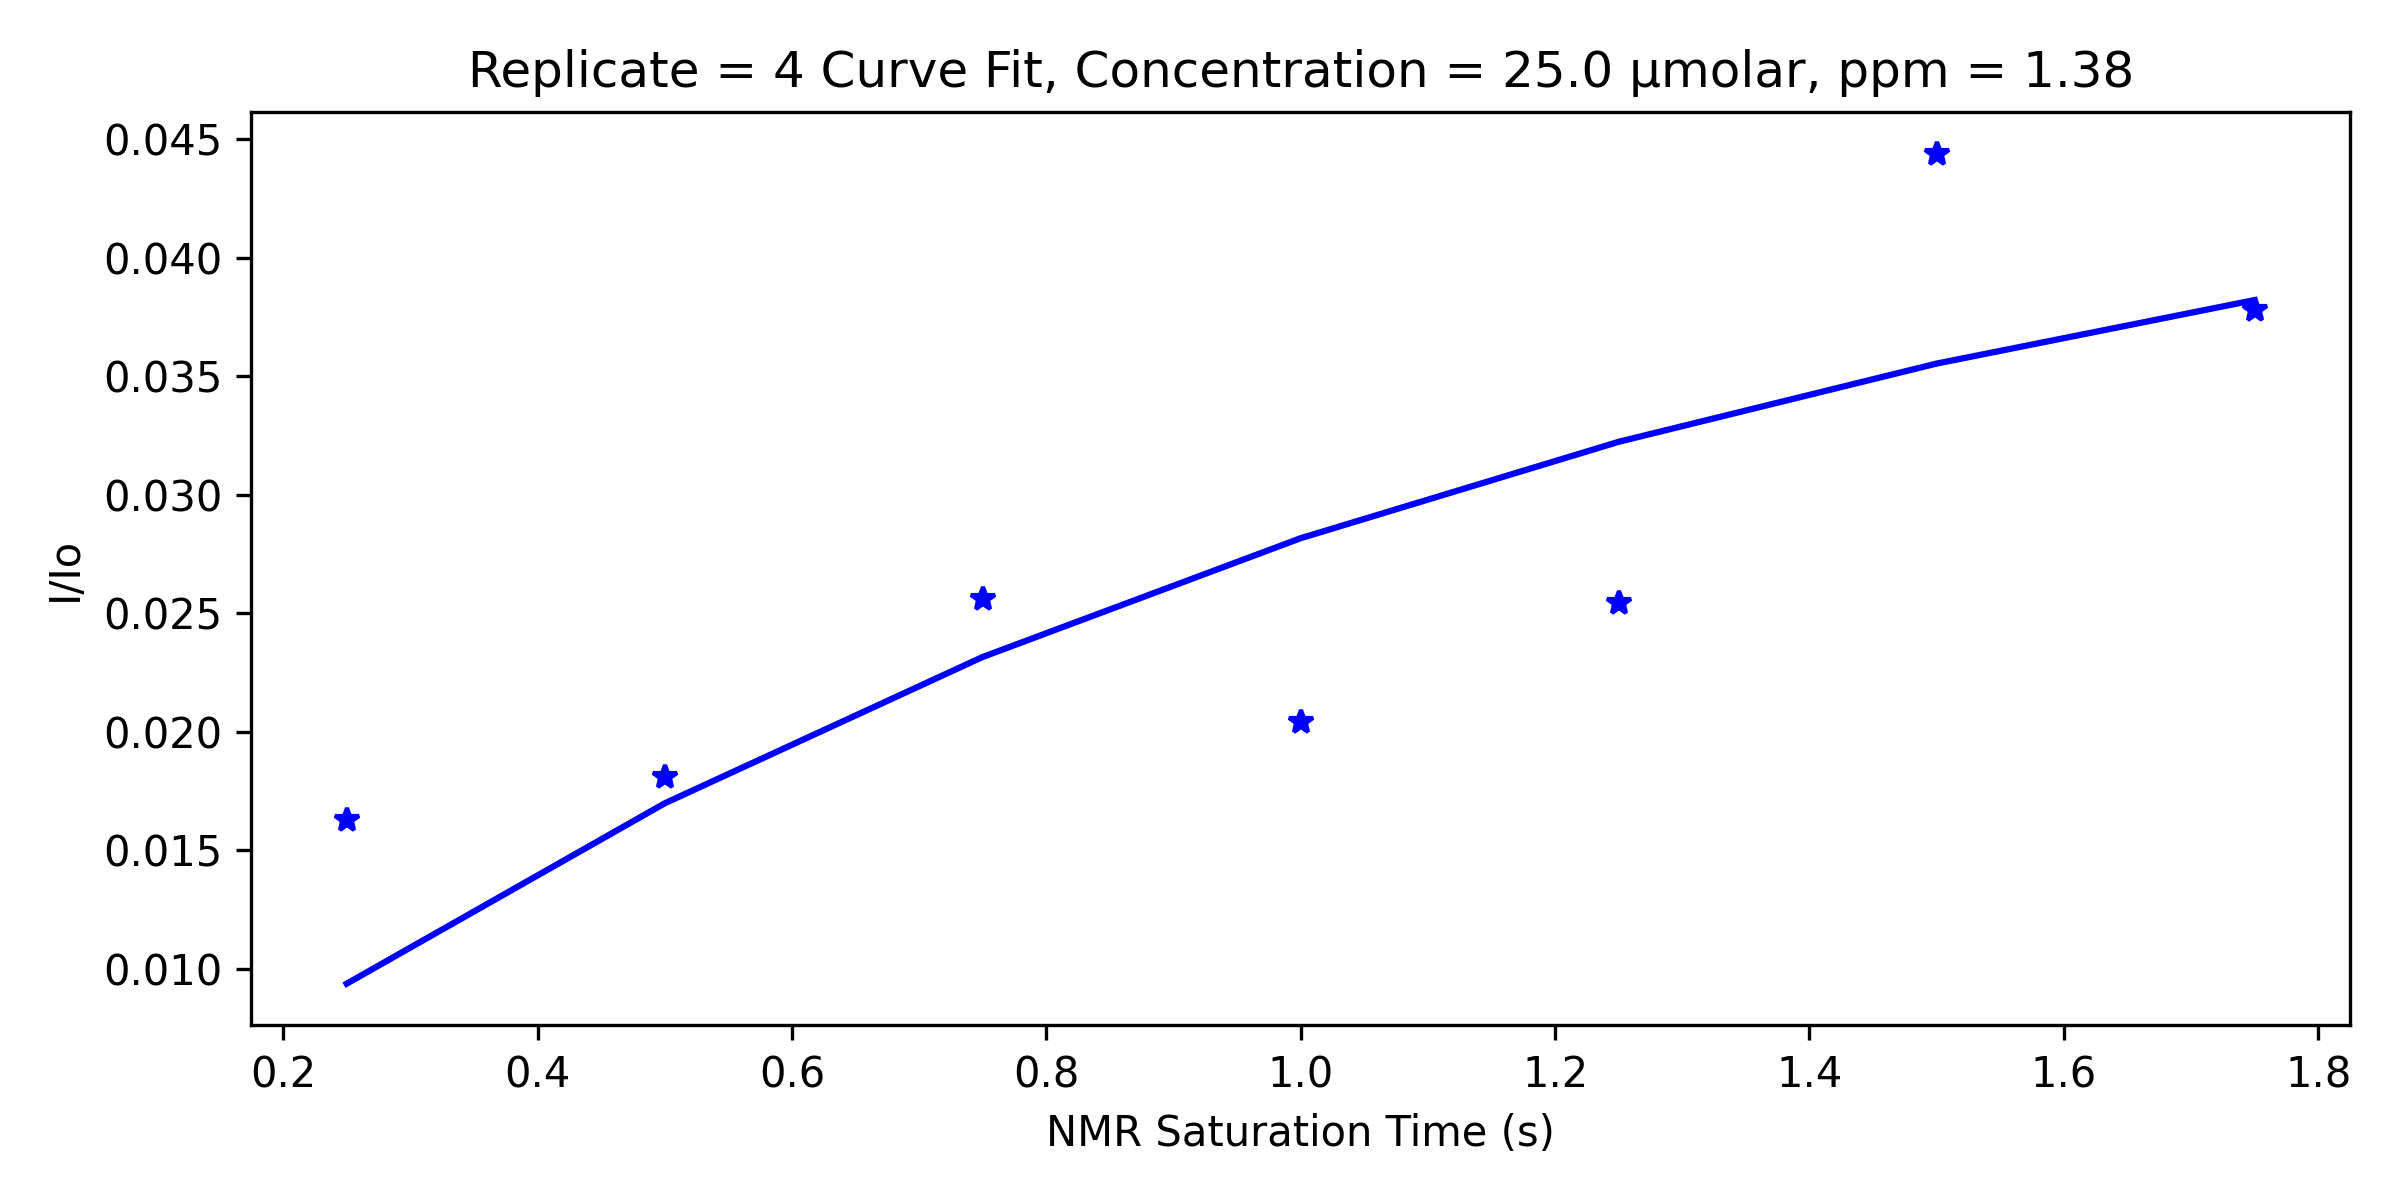 Replicate = 4 Curve Fit, Concentration = 25.0 µmolar, ppm = 1.38
0.045
0.040
0.035
0.030
0.025
0.020
0.015
0.010
I/Io
0.2 0.4 0.6 0.8 1.0 1.2 1.4 1.6 1.8
NMR Saturation Time (s)